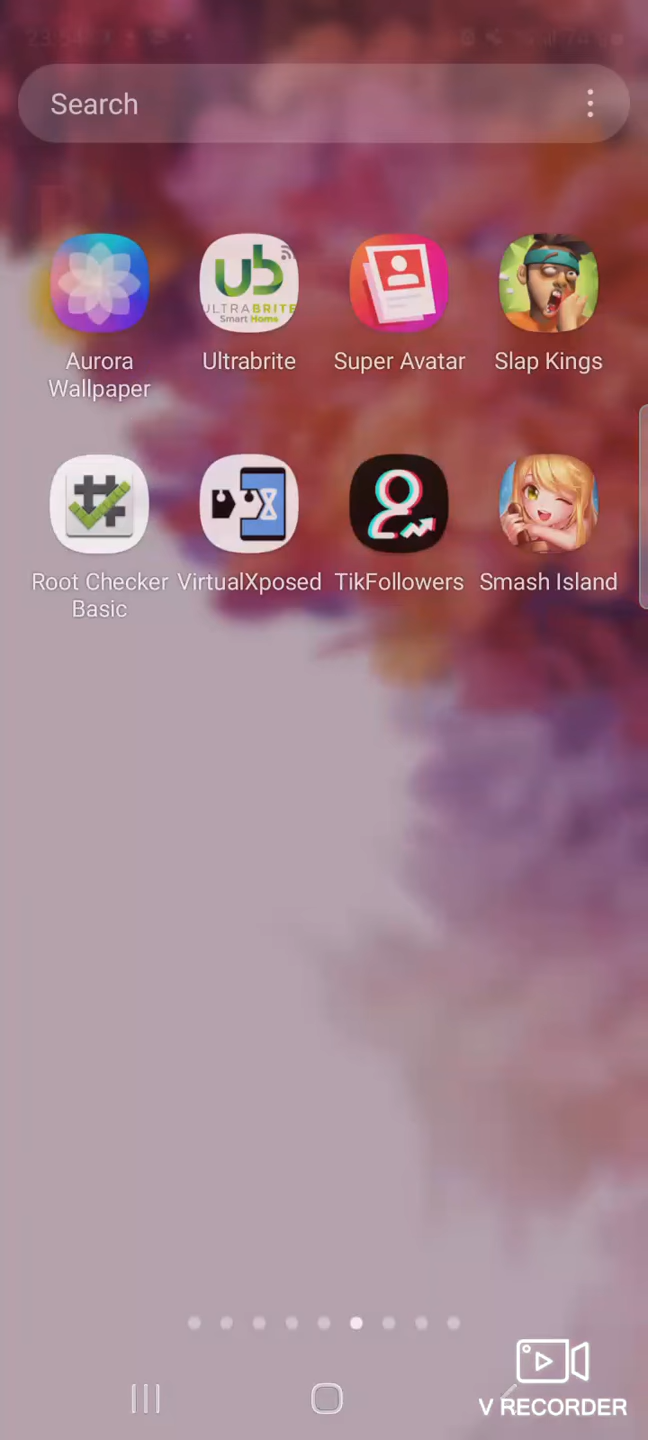 Search
ub
ULTRABRITE
Smart Home
Aurora
Wallpaper
Ultrabrite
Super Avatar
Slap Kings
Root Checker
Basic
VirtualXposed
TikFollowers
Smash Island
V RECORDER